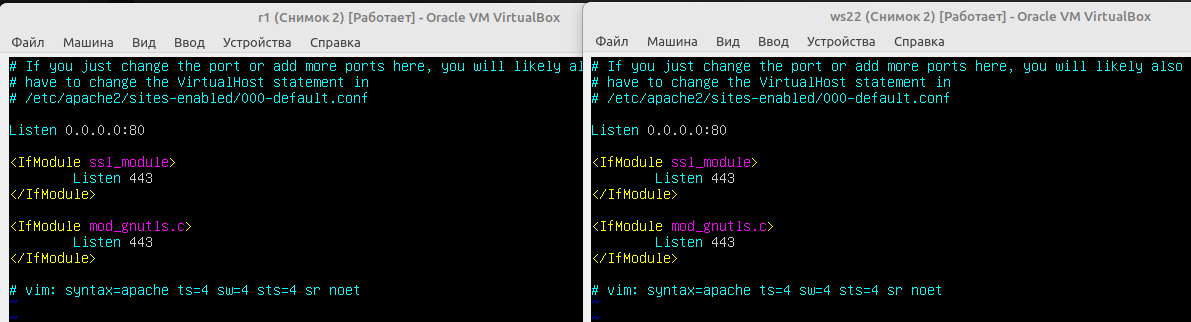 r1 (Снимок 2) [Работает] - Oracle VM VirtualBox
Файл Машина Вид Ввод Устройства Справка
# If you just change the port or add more ports here, you will likely al
# have to change the VirtualHost statement in
# /etc/apache2/sites-enabled/000-default.conf
Listen 0.0.0.0:80
<IfModule ssl_module>
Listen 443
</IfModule>
<IfModule mod_gnutls.c>
Listen 443
</IfModule>
# vim: syntax=apache ts=4 sw=4 sts=4 sr noet
~
~
ws22 (Снимок 2) [Работает] - Oracle VM VirtualBox
Файл Машина Вид Ввод Устройства Справка
# If you just change the port or add more ports here, you will likely also
# have to change the VirtualHost statement in
# /etc/apache2/sites-enabled/000-default.conf
Listen 0.0.0.0:80
<IfModule ssl_module>
Listen 443
</IfModule>
<IfModule mod_gnutls.c>
Listen 443
</IfModule>
# vim: syntax=apache ts=4 sw=4 sts=4 sr noet
~
~